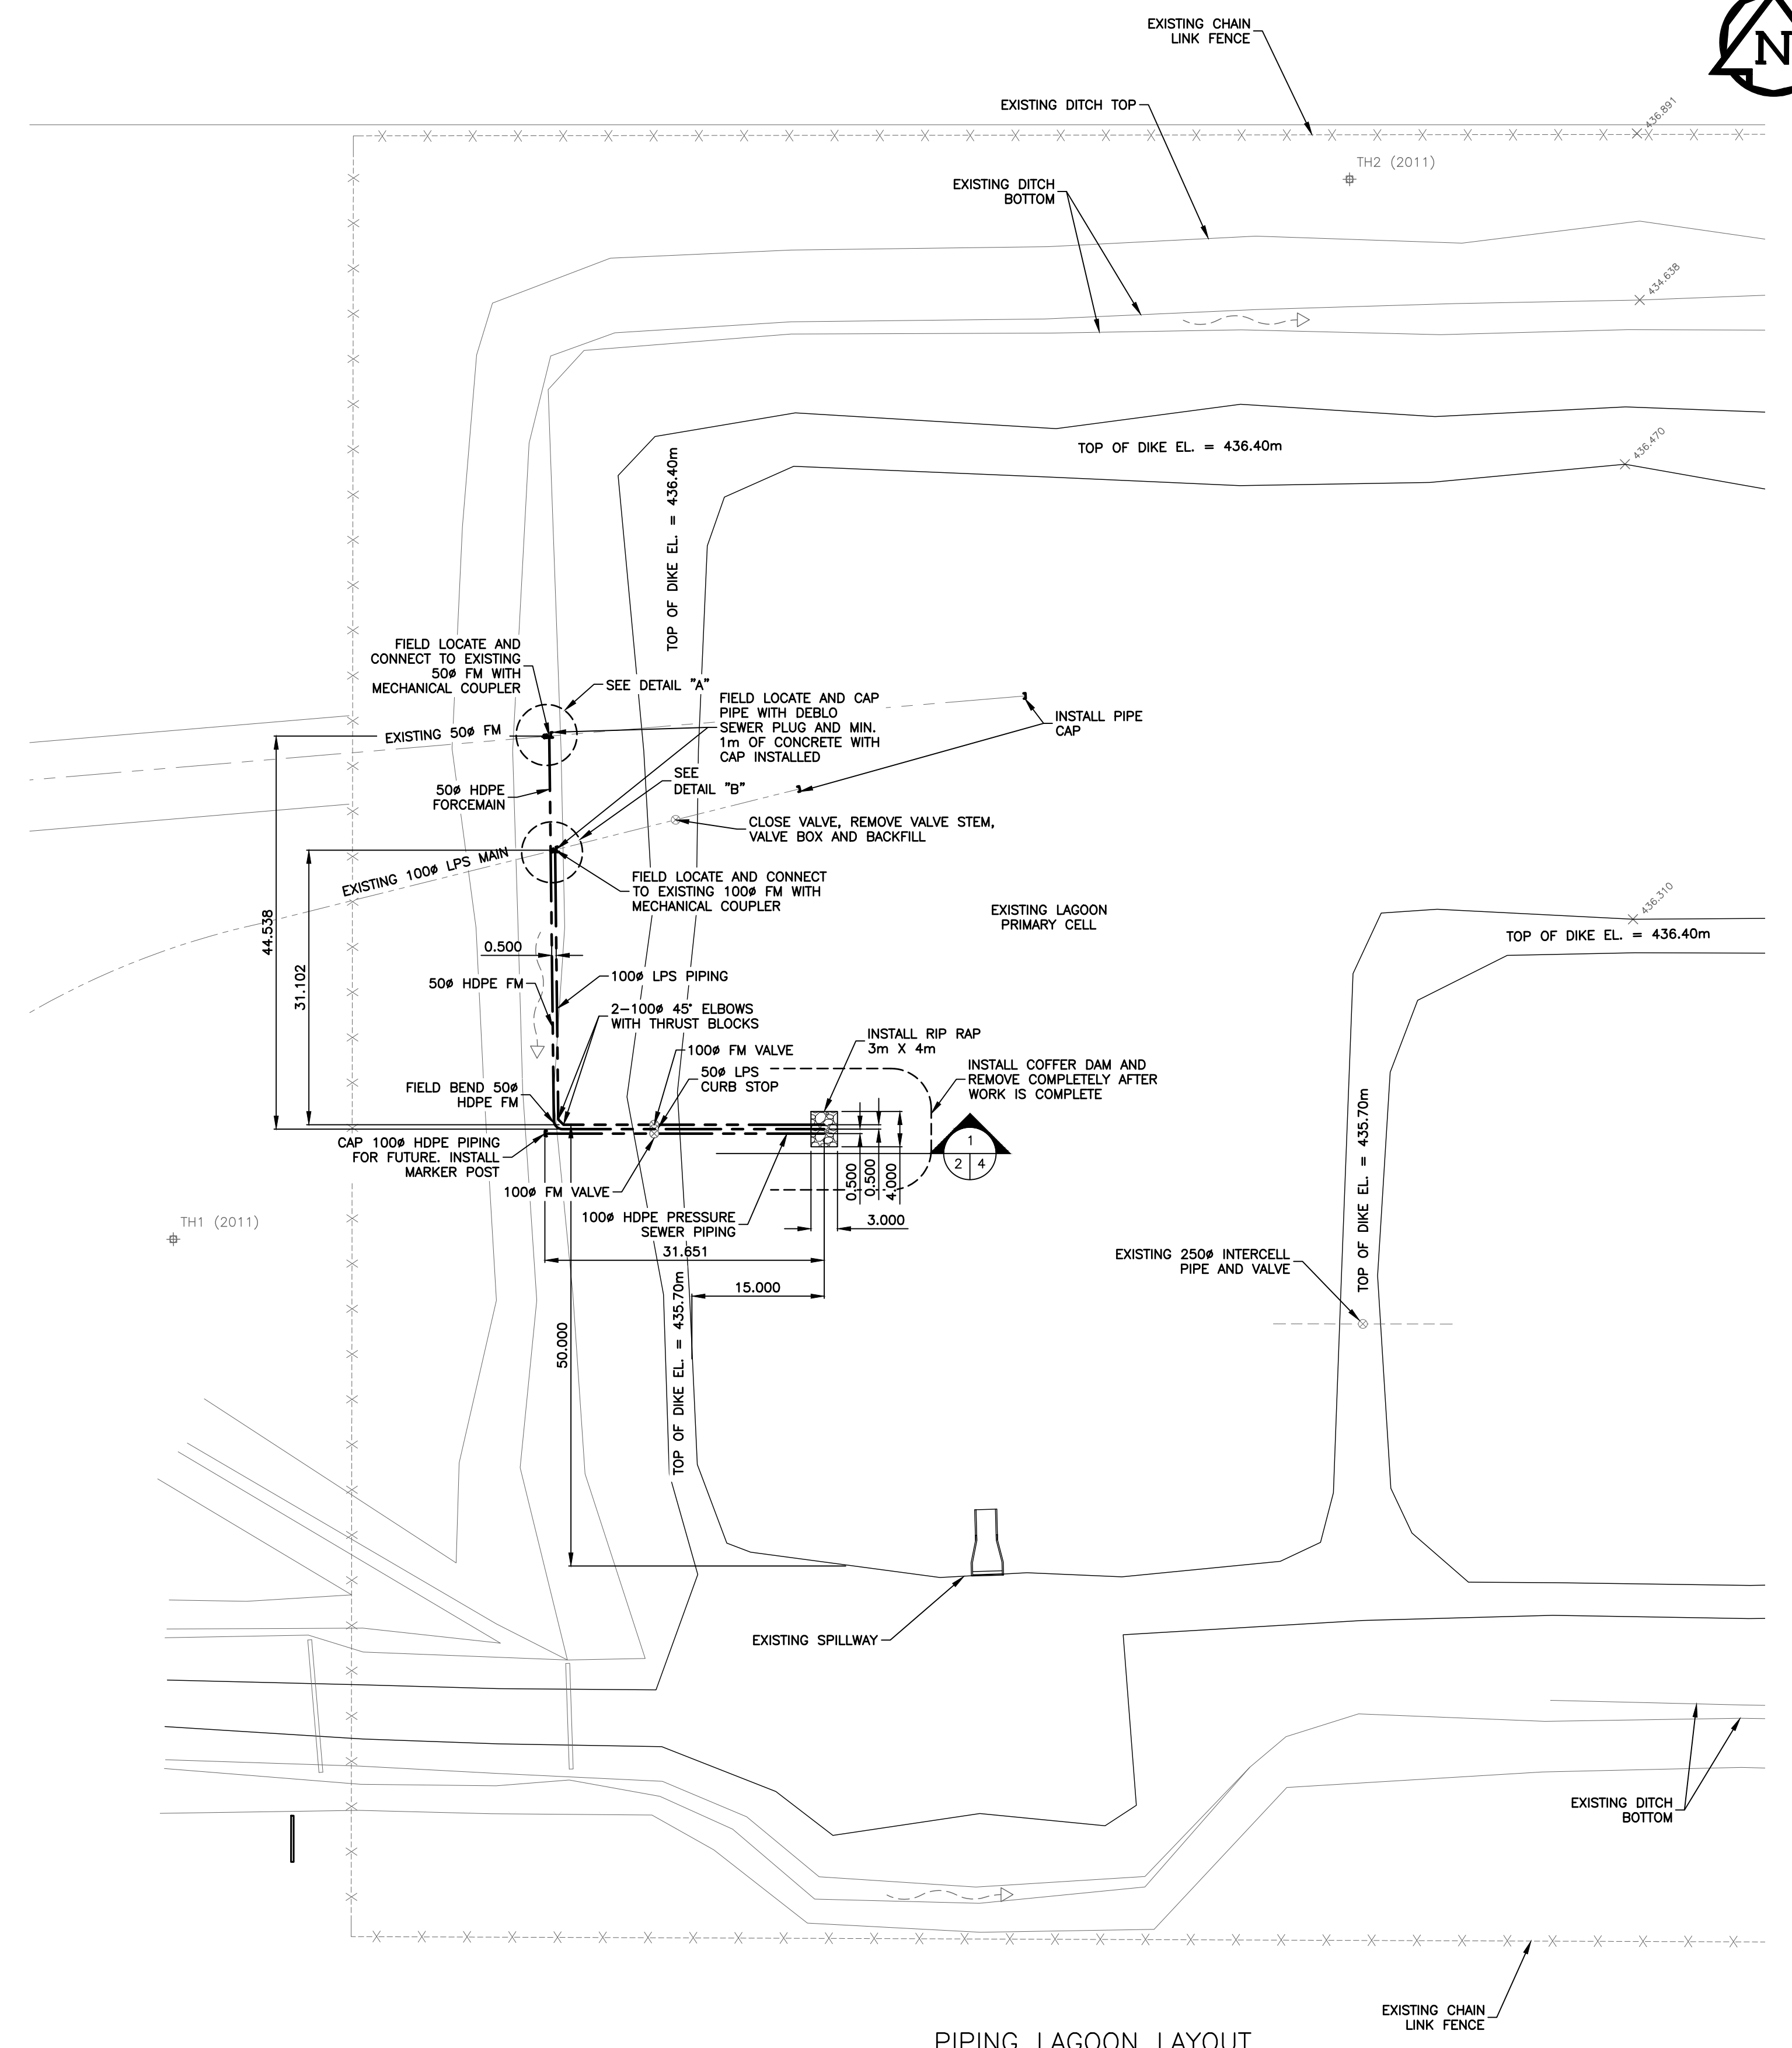 EXISTING CHAIN
LINK FENCE
N
EXISTING DITCH TOP
436.891
TH2 (2011)
EXISTING DITCH
BOTTOM
434.638
TOP OF DIKE EL. = 436.40m
436.470
TOP OF DIKE EL. = 436.40m
FIELD LOCATE AND
CONNECT TO EXISTING
50ø FM WITH
MECHANICAL COUPLER
SEE DETAIL "A"
FIELD LOCATE AND CAP
PIPE WITH DEBLO
SEWER PLUG AND MIN.
1m OF CONCRETE WITH
CAP INSTALLED
INSTALL PIPE
CAP
EXISTING 50ø FM
SEE
DETAIL "B"
50ø HDPE
FORCEMAIN
CLOSE VALVE, REMOVE VALVE STEM,
VALVE BOX AND BACKFILL
EXISTING 100ø LPS MAIN
FIELD LOCATE AND CONNECT
TO EXISTING 100ø FM WITH
MECHANICAL COUPLER
EXISTING LAGOON
PRIMARY CELL
436.310
TOP OF DIKE EL. = 436.40m
44.538
31.102
0.500
50ø HDPE FM
100ø LPS PIPING
2-100ø 45° ELBOWS
WITH THRUST BLOCKS
INSTALL RIP RAP
3m X 4m
100ø FM VALVE
50ø LPS
CURB STOP
INSTALL COFFER DAM AND
REMOVE COMPLETELY AFTER
WORK IS COMPLETE
FIELD BEND 50ø
HDPE FM
CAP 100ø HDPE PIPING
FOR FUTURE. INSTALL
MARKER POST
1
2 4
0.500
0.500
4.000
100ø FM VALVE
100ø HDPE PRESSURE
SEWER PIPING
3.000
TH1 (2011)
31.651
15.000
50.000
TOP OF DIKE EL. = 435.70m
TOP OF DIKE EL. = 435.70m
EXISTING 250ø INTERCELL
PIPE AND VALVE
EXISTING SPILLWAY
EXISTING DITCH
BOTTOM
EXISTING CHAIN
LINK FENCE
PIPING LAGOON LAYOUT